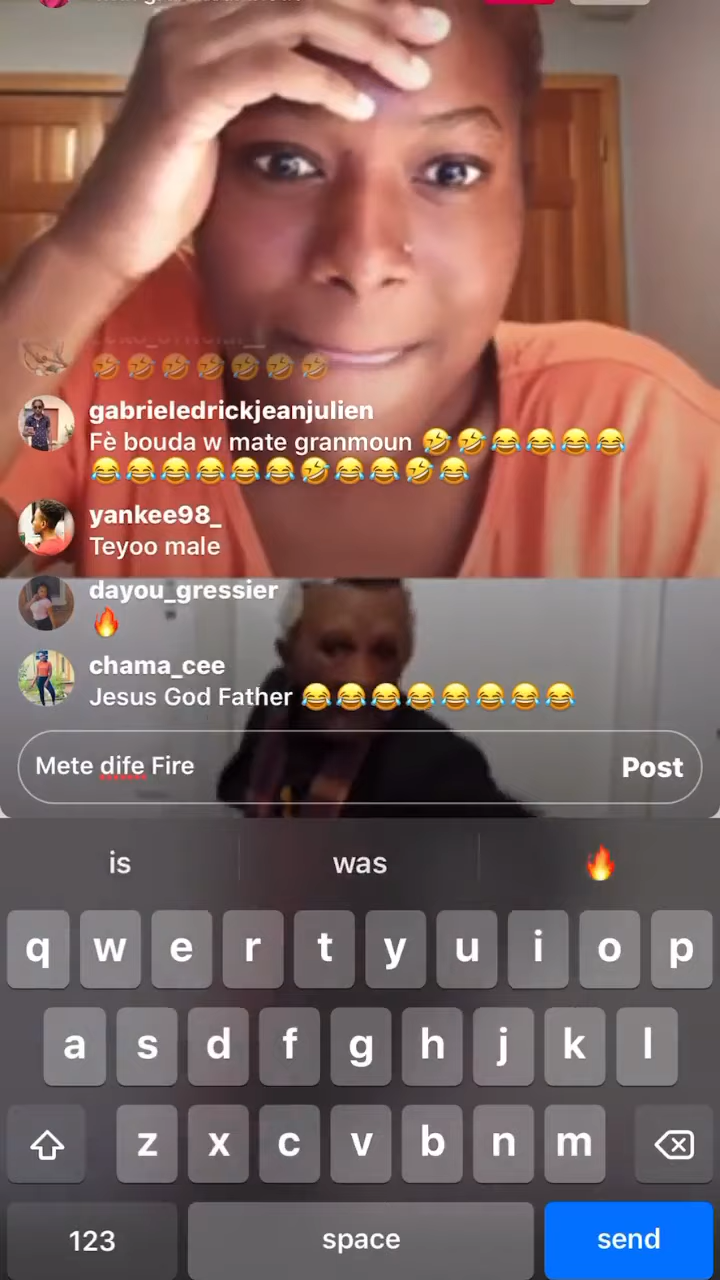 🤣🤣🤣🤣🤣🤣🤣
gabrieledrickjeanjulien
Fè bouda w mate granmoun 🤣🤣😂😂😂😂
😂😂😂😂😂😂🤣😂😂🤣😂
yankee98_
Teyoo male
dayou_gressier
🔥
chama_cee
Jesus God Father 😂😂😂😂😂😂😂😂
Mete dife Fire
Post
is was 🔥
q w e r t y u i o p
a s d f g h j k l
z x c v b n m
123 space send